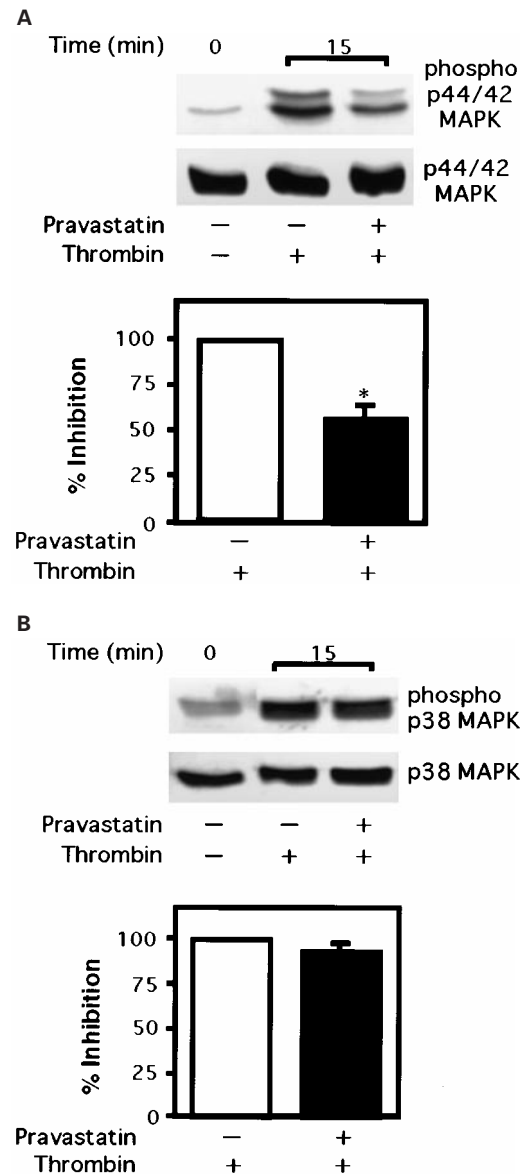 A
Time (min) 0 15
phospho
p44/42
MAPK
p44/42
MAPK
Pravastatin − − +
Thrombin − + +
% Inhibition
100
75
50
25
0
*
Pravastatin − +
Thrombin + +
B
Time (min) 0 15
phospho
p38 MAPK
p38 MAPK
Pravastatin − − +
Thrombin − + +
% Inhibition
100
75
50
25
0
Pravastatin − +
Thrombin + +